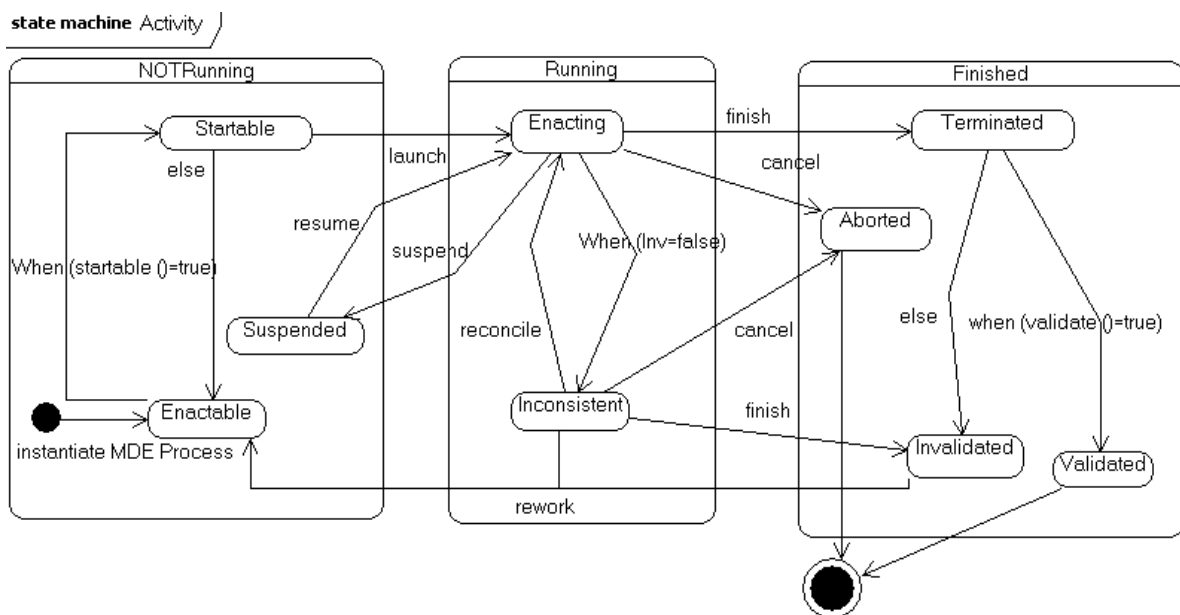 state machine Activity
NOTRunning
Running
Finished
Startable
Enacting
finish
Terminated
launch
cancel
else
Aborted
resume
suspend
When (Inv=false)
When (startable ()=true)
Suspended
reconcile
cancel
else
when (validate ()=true)
Enactable
Inconsistent
finish
instantiate MDE Process
Invalidated
Validated
rework